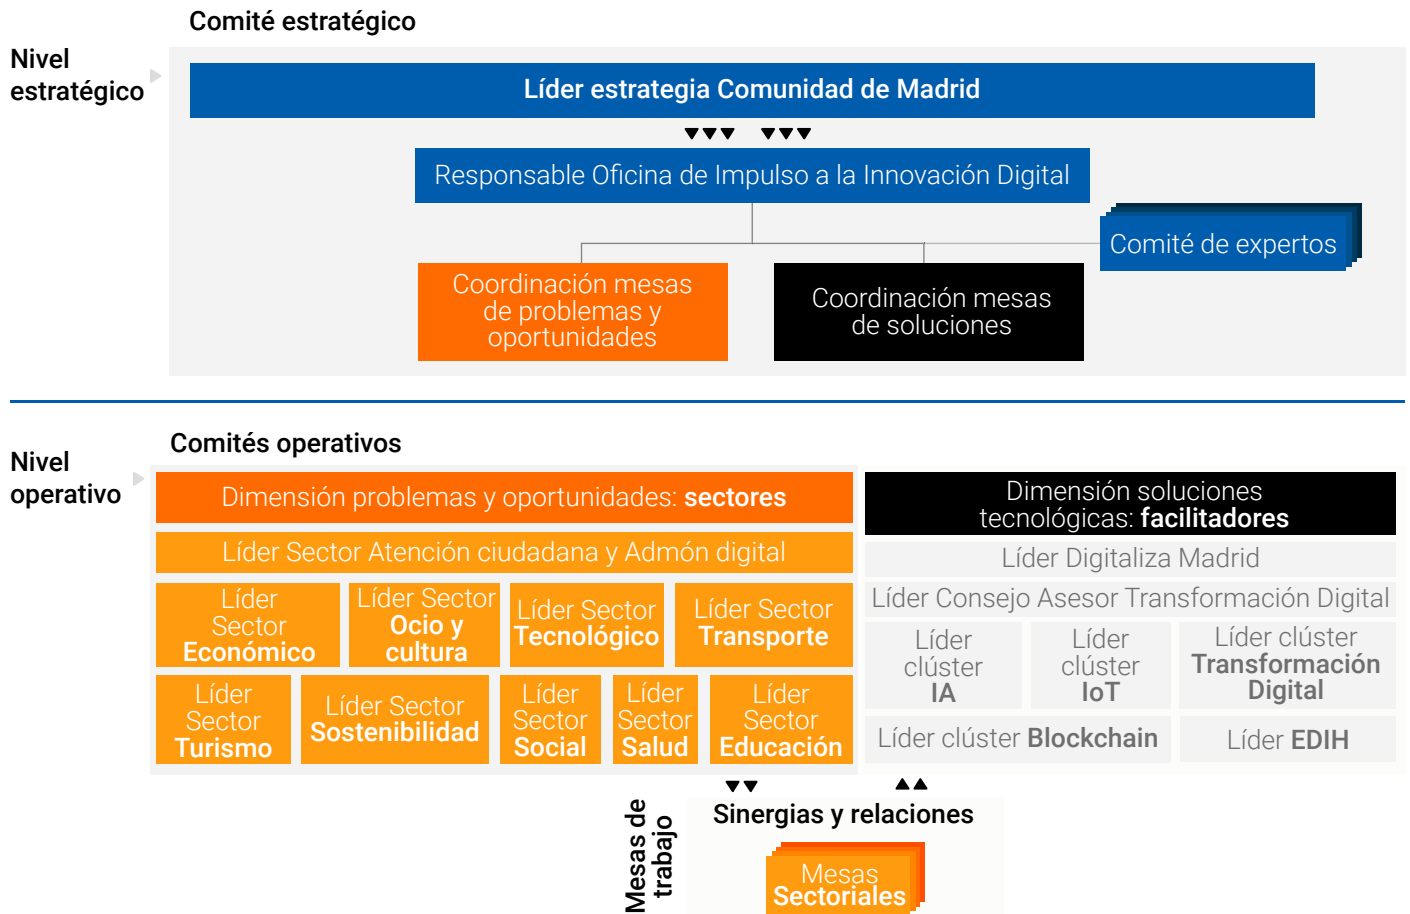 Comité estratégico
Nivel
estratégico
Líder estrategia Comunidad de Madrid
Responsable Oficina de Impulso a la Innovación Digital
Comité de expertos
Coordinación mesas
de problemas y
oportunidades
Coordinación mesas
de soluciones
Comités operativos
Nivel
operativo
Dimensión problemas y oportunidades: sectores
Líder Sector Atención ciudadana y Admón digital
Líder
Sector
Económico
Líder Sector
Ocio y
cultura
Líder Sector
Tecnológico
Líder Sector
Transporte
Líder
Sector
Turismo
Líder Sector
Sostenibilidad
Líder
Sector
Social
Líder
Sector
Salud
Líder
Sector
Educación
Dimensión soluciones
tecnológicas: facilitadores
Líder Digitaliza Madrid
Líder Consejo Asesor Transformación Digital
Líder
clúster
IA
Líder
clúster
IoT
Líder clúster
Transformación
Digital
Líder clúster Blockchain
Líder EDIH
Mesas de
trabajo
Sinergias y relaciones
Mesas
Sectoriales